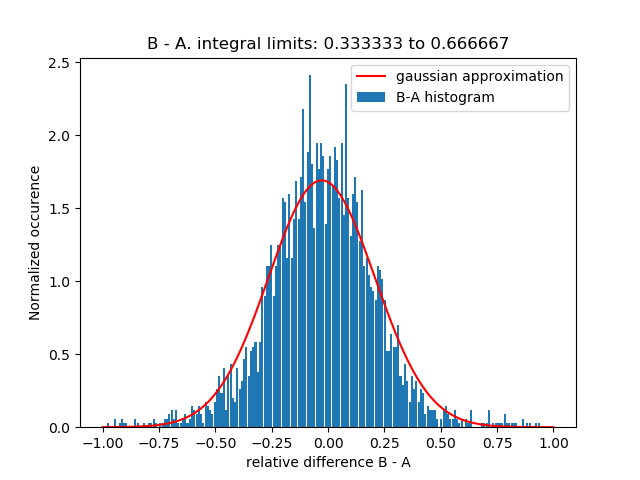 B - A. integral limits: 0.333333 to 0.666667
gaussian approximation
B-A histogram
Normalized occurence
2.5
2.0
1.5
1.0
0.5
0.0
−1.00 −0.75 −0.50 −0.25 0.00 0.25 0.50 0.75 1.00
relative difference B - A